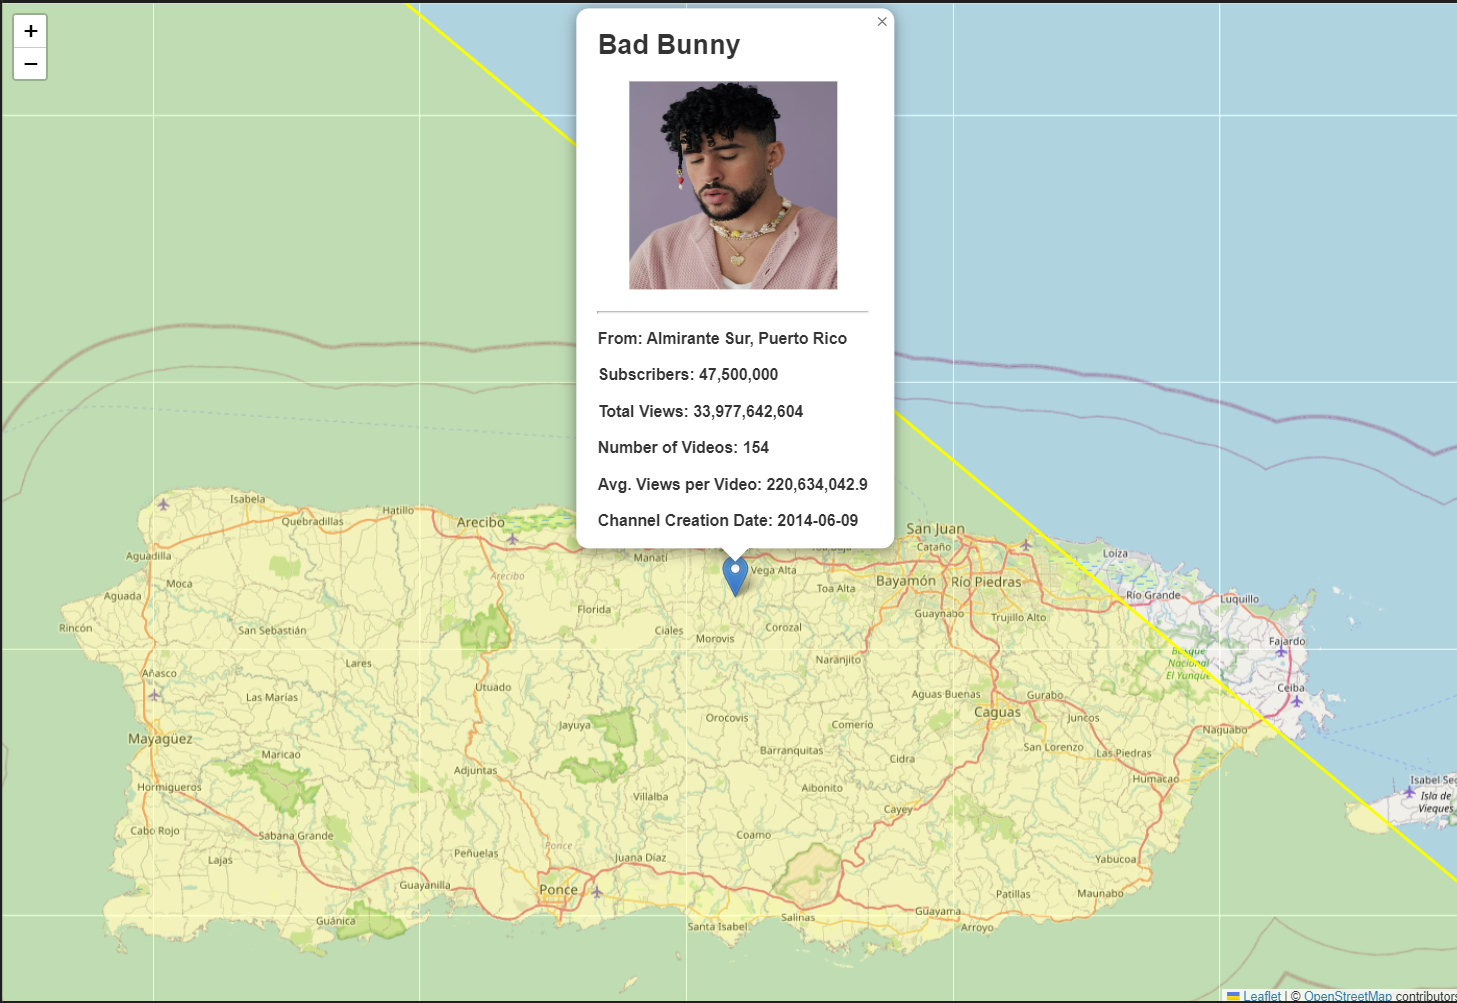 +
−
×
Bad Bunny
From: Almirante Sur, Puerto Rico
Subscribers: 47,500,000
Total Views: 33,977,642,604
Number of Videos: 154
Avg. Views per Video: 220,634,042.9
Channel Creation Date: 2014-06-09
Isabela
Quebradillas
Hatillo
Arecibo
San Juan
Cataño
Aguadilla
Manatí
Loíza
Vega Alta
Moca
Arecibo
Bayamón
Río Piedras
Toa Alta
Aguada
Río Grande
Luquillo
Florida
Guaynabo
Trujillo Alto
Rincón
San Sebastián
Ciales
Corozal
Morovis
Fajardo
Lares
Naranjito
Bosque
Nacional
El Yunque
Añasco
Utuado
Las Marías
Aguas Buenas
Gurabo
Ceiba
Caguas
Juncos
Jayuya
Orocovis
Comerío
Naguabo
Mayagüez
Maricao
Barranquitas
San Lorenzo
Las Piedras
Cidra
Adjuntas
Humacao
Isabel Seg
Hormigueros
Villalba
Aibonito
Isla de
Vieques
Cayey
Cabo Rojo
Sabana Grande
Coamo
Ponce
Lajas
Peñuelas
Juana Díaz
Yabucoa
Guayanilla
Ponce
Patillas
Maunabo
Guánica
Santa Isabel
Salinas
Guayama
Arroyo
Leaflet | © OpenStreetMap contributors